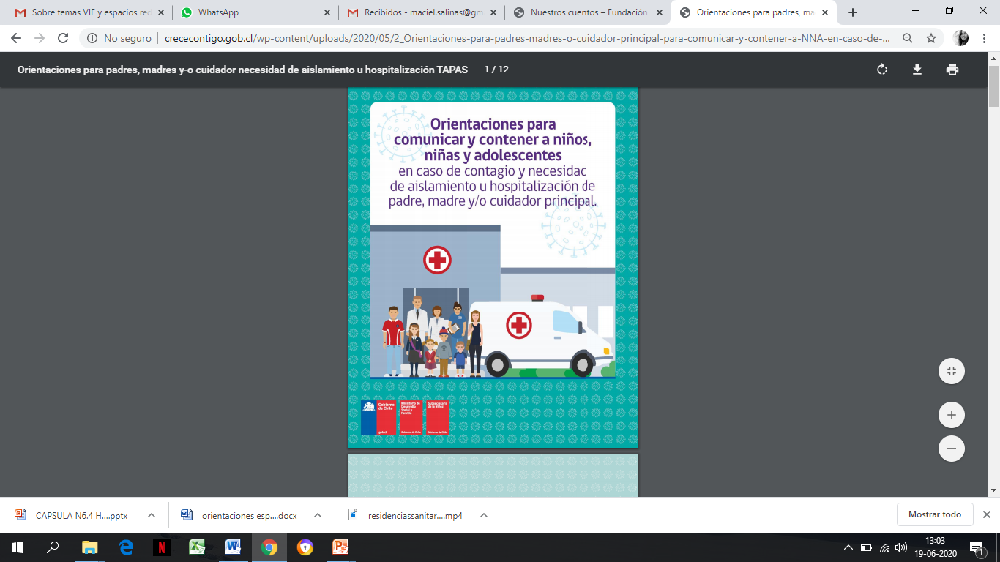 Sobre temas VIF y espacios red
WhatsApp
Recibidos - maciel.salinas@gm
Nuestros cuentos – Fundación
Orientaciones para padres, ma
No seguro
crececontigo.gob.cl/wp-content/uploads/2020/05/2_Orientaciones-para-padres-madres-o-cuidador-principal-para-comunicar-y-contener-a-NNA-en-caso-de-...
Orientaciones para padres, madres y-o cuidador necesidad de aislamiento u hospitalización TAPAS
1 / 12
Orientaciones para
comunicar y contener a niños,
niñas y adolescentes
en caso de contagio y necesidad
de aislamiento u hospitalización de
padre, madre y/o cuidador principal.
Gobierno
de Chile
gob.cl
Ministerio de
Desarrollo
Social y
Familia
Gobierno de Chile
Subsecretaría
de la Niñez
Gobierno de Chile
CAPSULA N6.4 H....pptx
orientaciones esp....docx
residenciassanitar....mp4
Mostrar todo
13:03
19-06-2020
1